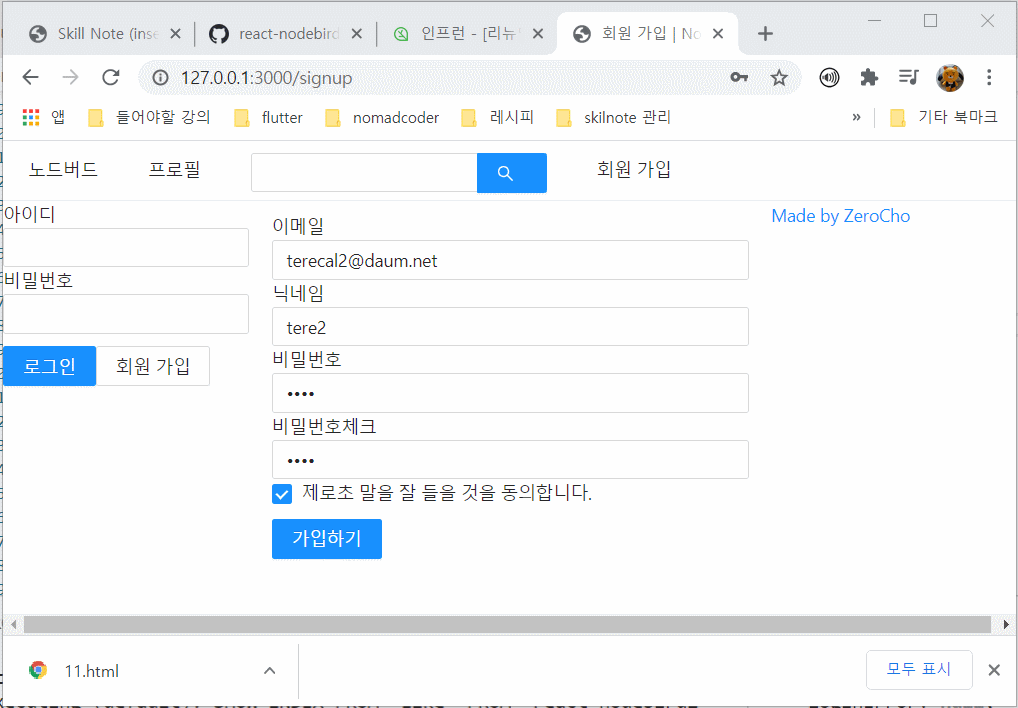 Skill Note (inse
react-nodebird
인프런 - [리뉴
회원 가입 | No
127.0.0.1:3000/signup
앱 들어야할 강의 flutter nomadcoder 레시피 skilnote 관리 » 기타 북마크
노드버드 프로필 회원 가입
아이디
비밀번호
로그인 회원 가입
이메일
terecal2@daum.net
닉네임
tere2
비밀번호
••••
비밀번호체크
••••
제로초 말을 잘 들을 것을 동의합니다.
가입하기
Made by ZeroCho
11.html
모두 표시